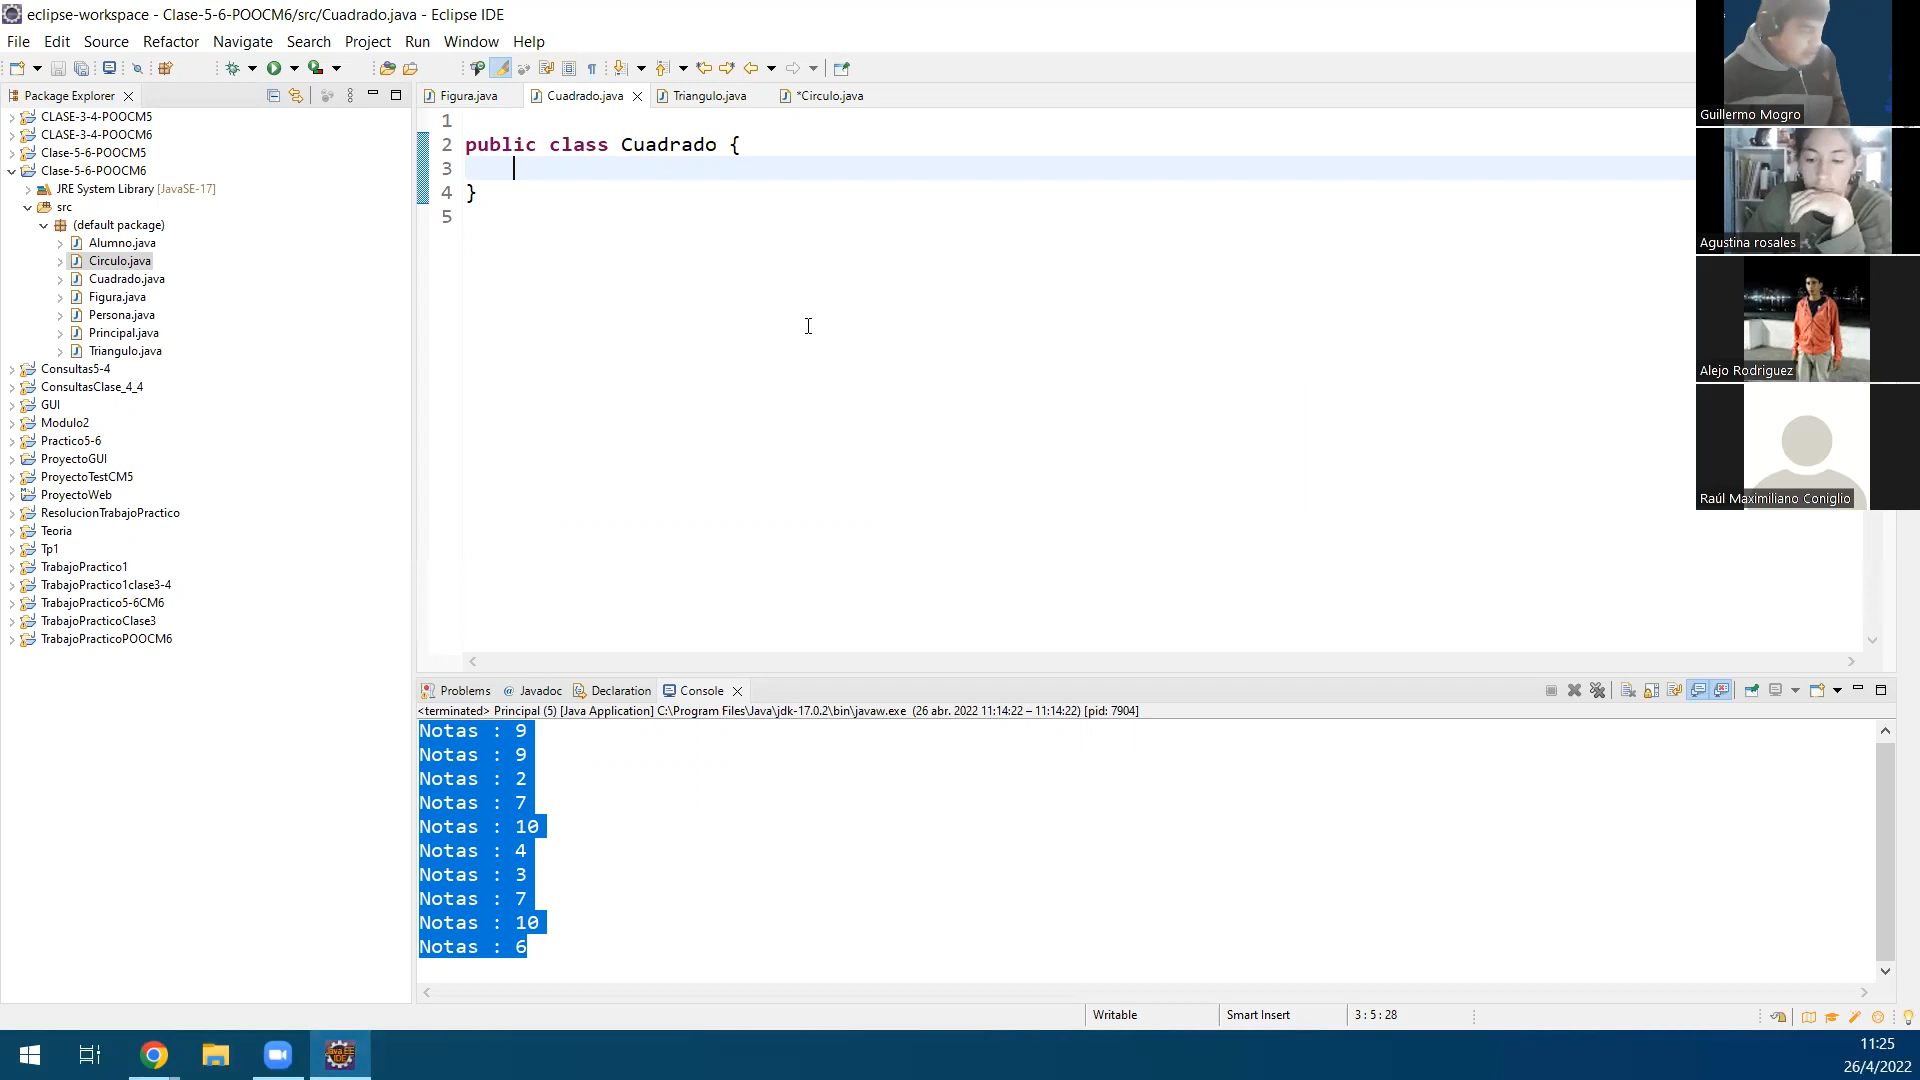 eclipse-workspace - Clase-5-6-POOCM6/src/Cuadrado.java - Eclipse IDE
File Edit Source Refactor Navigate Search Project Run Window Help
Package Explorer
Figura.java Cuadrado.java Triangulo.java *Circulo.java
CLASE-3-4-POOCM5
CLASE-3-4-POOCM6
Clase-5-6-POOCM5
Clase-5-6-POOCM6
JRE System Library [JavaSE-17]
src
(default package)
Alumno.java
Circulo.java
Cuadrado.java
Figura.java
Persona.java
Principal.java
Triangulo.java
Consultas5-4
ConsultasClase_4_4
GUI
Modulo2
Practico5-6
ProyectoGUI
ProyectoTestCM5
ProyectoWeb
ResolucionTrabajoPractico
Teoria
Tp1
TrabajoPractico1
TrabajoPractico1clase3-4
TrabajoPractico5-6CM6
TrabajoPracticoClase3
TrabajoPracticoPOOCM6
1
2 public class Cuadrado {
3
4 }
5
Guillermo Mogro
Agustina rosales
Alejo Rodriguez
Raúl Maximiliano Coniglio
Problems Javadoc Declaration Console
<terminated> Principal (5) [Java Application] C:\Program Files\Java\jdk-17.0.2\bin\javaw.exe (26 abr. 2022 11:14:22 – 11:14:22) [pid: 7904]
Notas : 9
Notas : 9
Notas : 2
Notas : 7
Notas : 10
Notas : 4
Notas : 3
Notas : 7
Notas : 10
Notas : 6
Writable Smart Insert 3 : 5 : 28
Java EE
IDE
11:25
26/4/2022